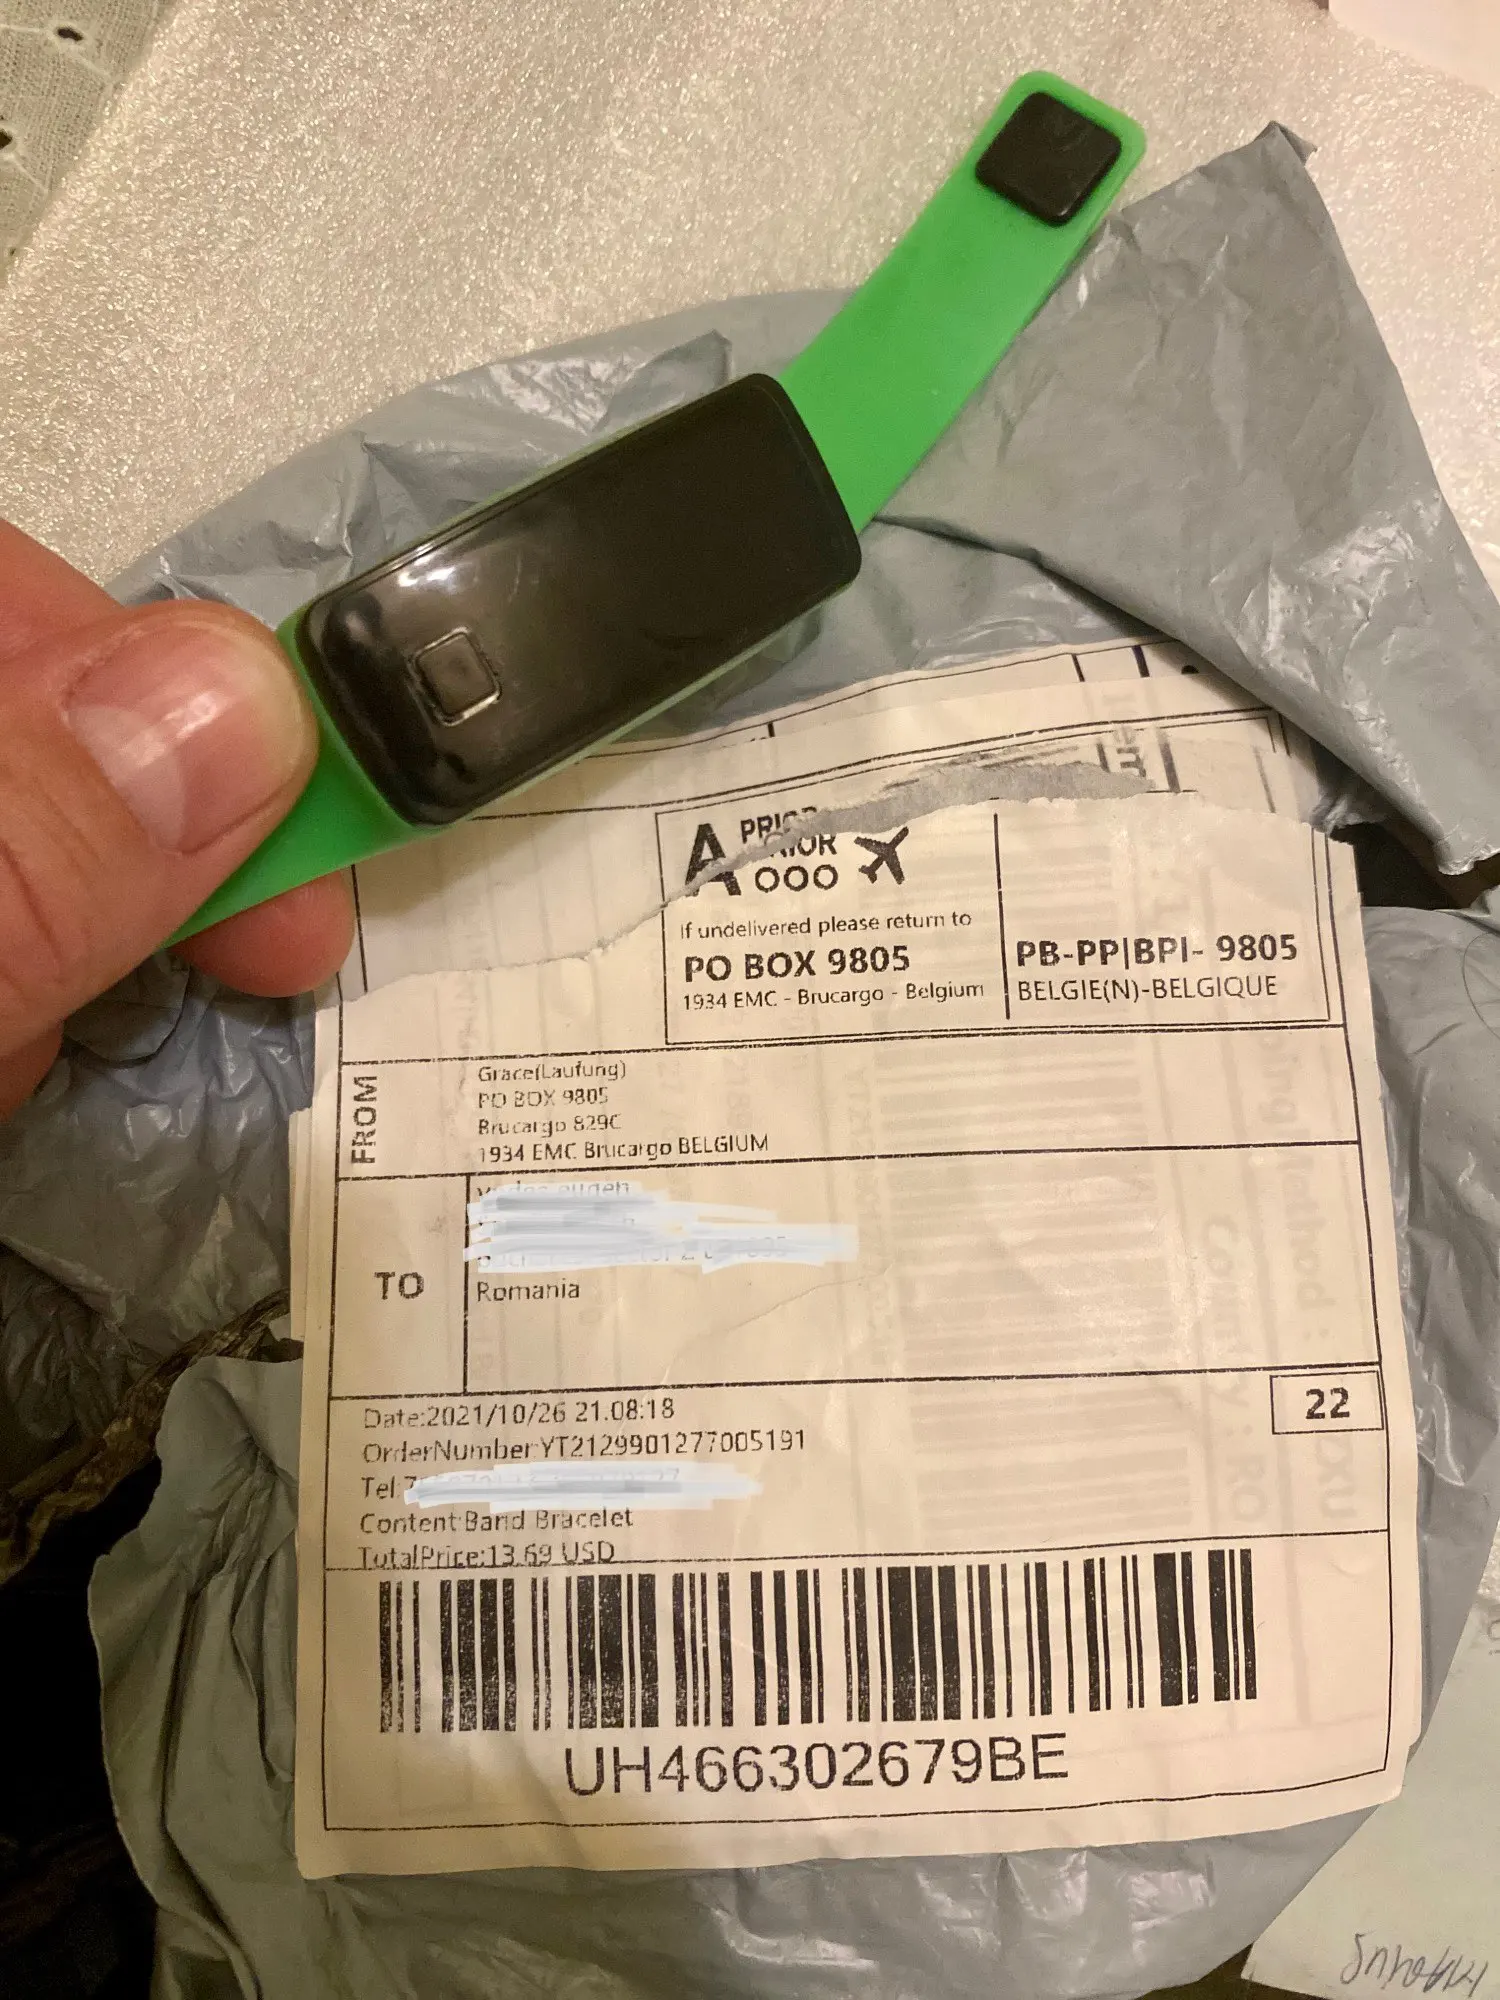 A PRIOR
PRIOR
If undelivered please return to
PO BOX 9805
1934 EMC - Brucargo - Belgium
PB-PP|BPI- 9805
BELGIE(N)-BELGIQUE
FROM
Grace(Laufung)
PO BOX 9805
Brucargo 829C
1934 EMC Brucargo BELGIUM
TO
Romania
Date:2021/10/26 21:08:18
22
OrderNumber:YT2129901277005191
Tel:
Content:Band Bracelet
TotalPrice:13.69 USD
UH466302679BE